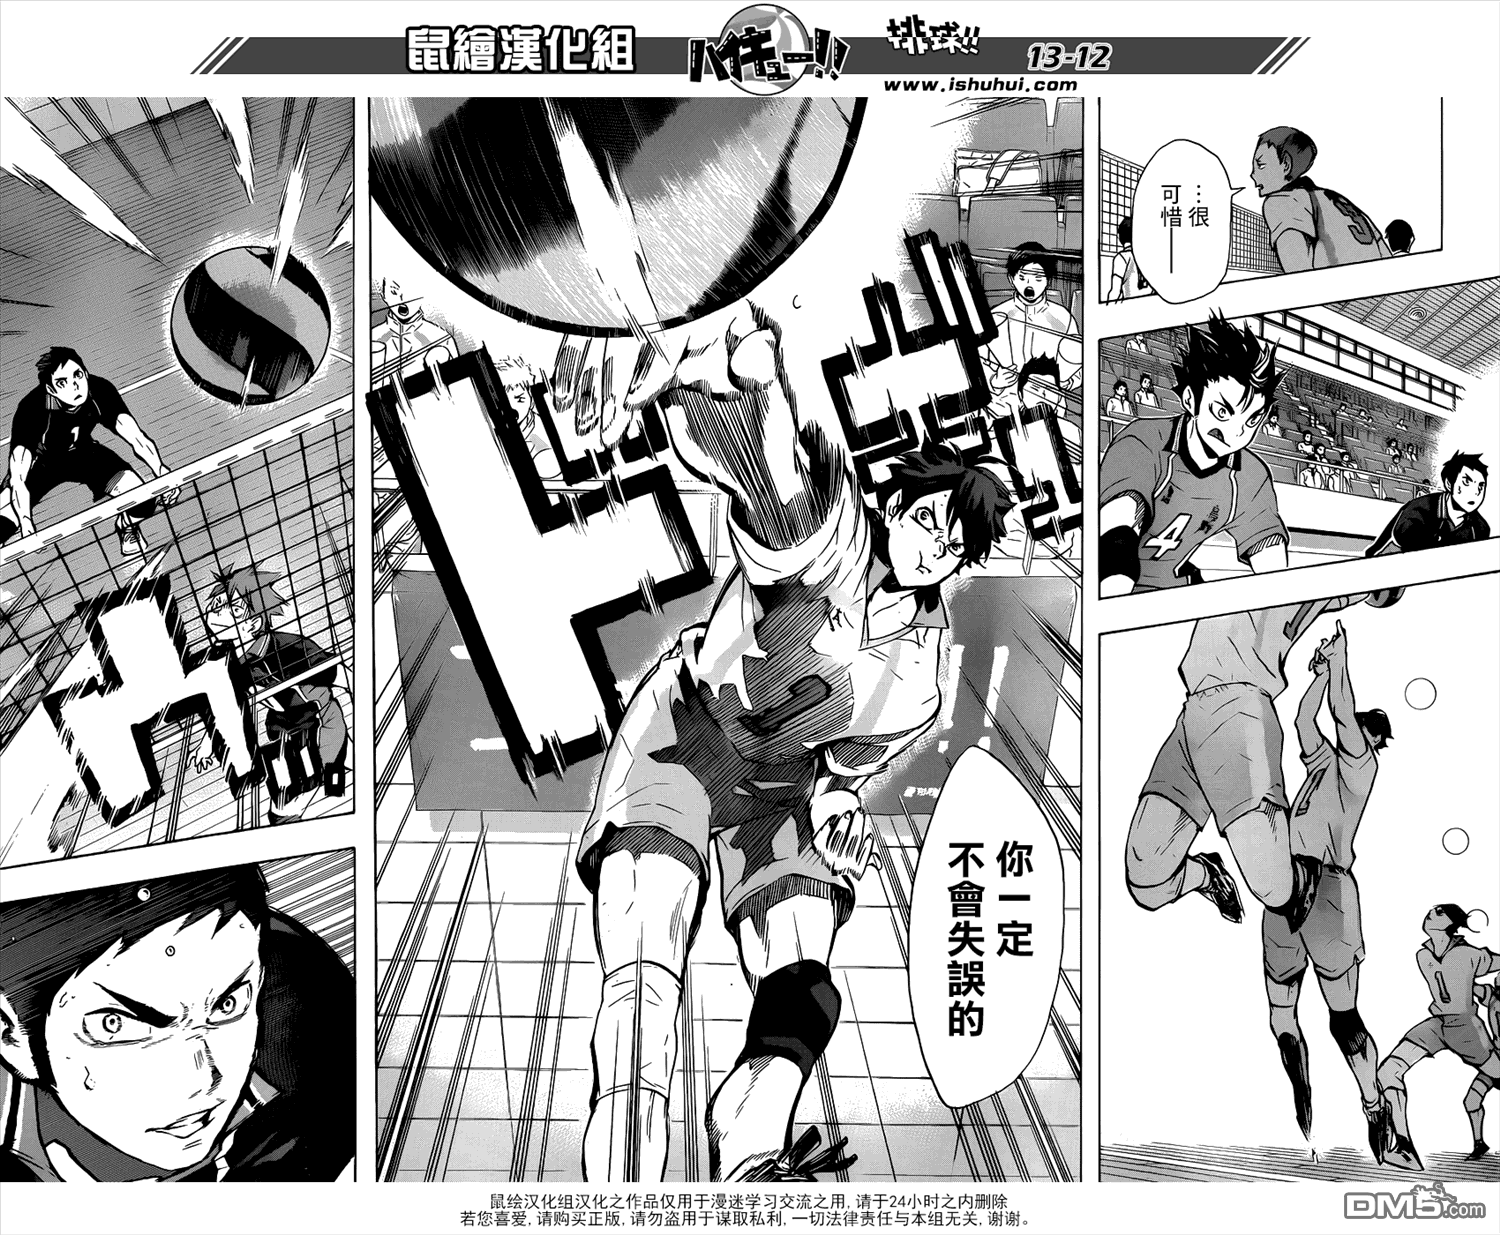 鼠繪漢化組
ハイキュー!!
排球!!
13-12
www.ishuhui.com
…很
可惜—
4
1
你一定
不會失誤的
鼠绘汉化组汉化之作品仅用于漫迷学习交流之用, 请于24小时之内删除
若您喜爱, 请购买正版, 请勿盗用于谋取私利, 一切法律责任与本组无关, 谢谢。
DM5.com